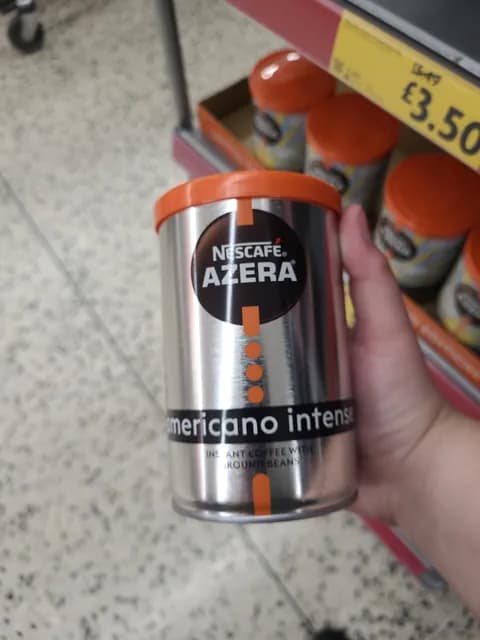 £3.50
NESCAFÉ
AZERA
americano intense
INSTANT COFFEE WITH
GROUND BEANS